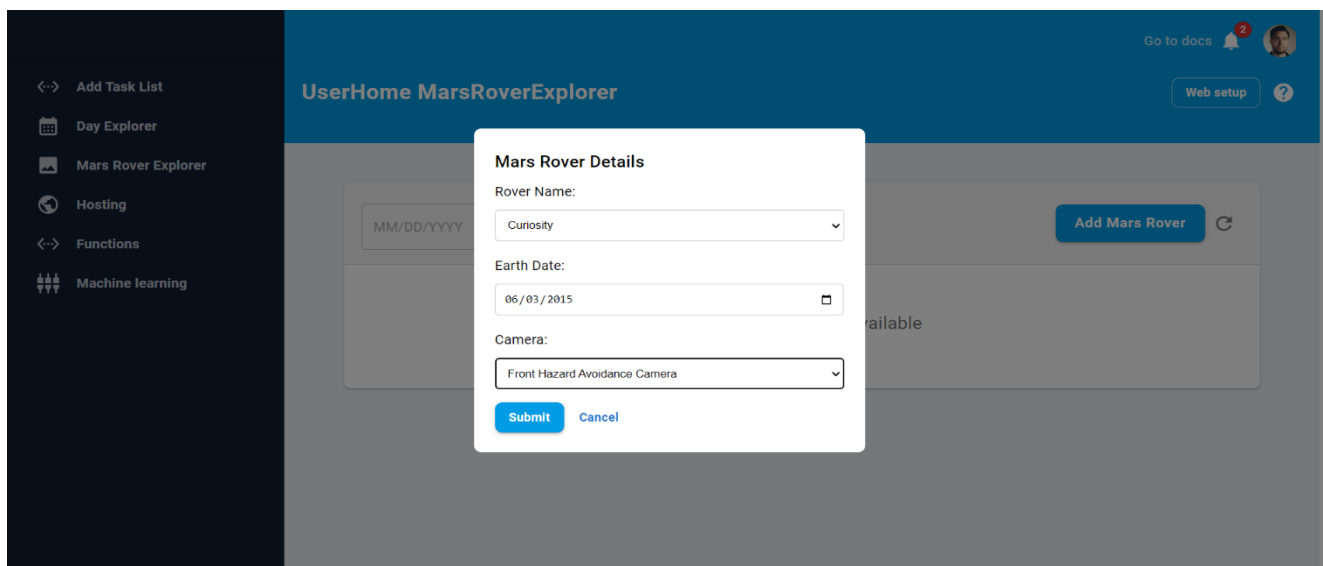 Go to docs
2
Add Task List
Day Explorer
Mars Rover Explorer
Hosting
Functions
Machine learning
UserHome MarsRoverExplorer
Web setup
?
MM/DD/YYYY
Add Mars Rover
Mars Rover Details
Rover Name:
Curiosity
Earth Date:
06/03/2015
Camera:
Front Hazard Avoidance Camera
Submit
Cancel